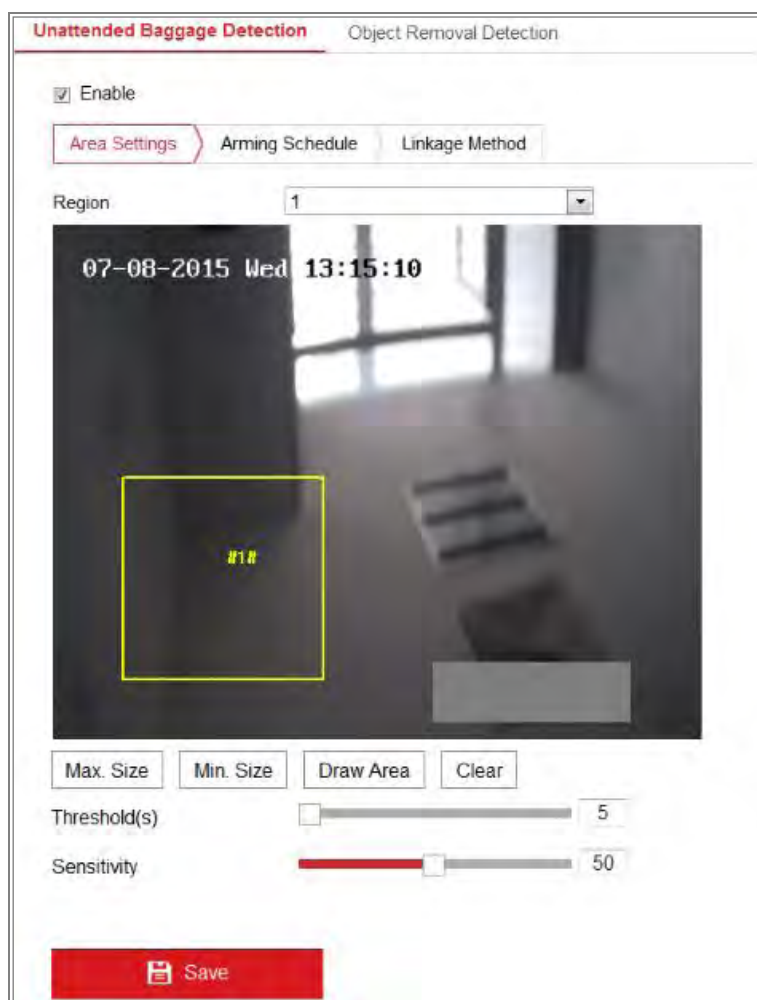 Unattended Baggage Detection Object Removal Detection
Enable
Area Settings Arming Schedule Linkage Method
Region 1
07-08-2015 Wed 13:15:10
#1#
Max. Size Min. Size Draw Area Clear
Threshold(s) 5
Sensitivity 50
Save